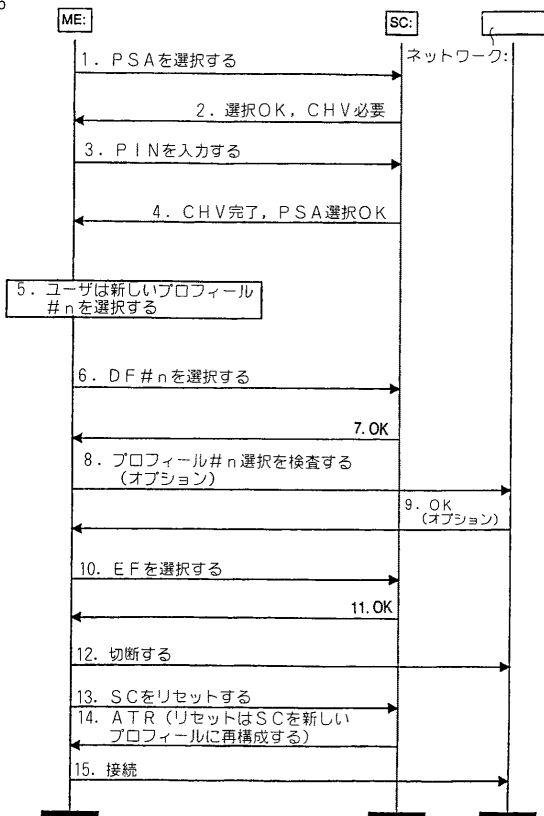 ME:
SC:
ネットワーク:
1. PSAを選択する
2. 選択OK, CHV必要
3. PINを入力する
4. CHV完了, PSA選択OK
5. ユーザは新しいプロフィール
#nを選択する
6. DF#nを選択する
7. OK
8. プロフィール#n選択を検査する
(オプション)
9. OK
(オプション)
10. EFを選択する
11. OK
12. 切断する
13. SCをリセットする
14. ATR (リセットはSCを新しい
プロフィールに再構成する)
15. 接続